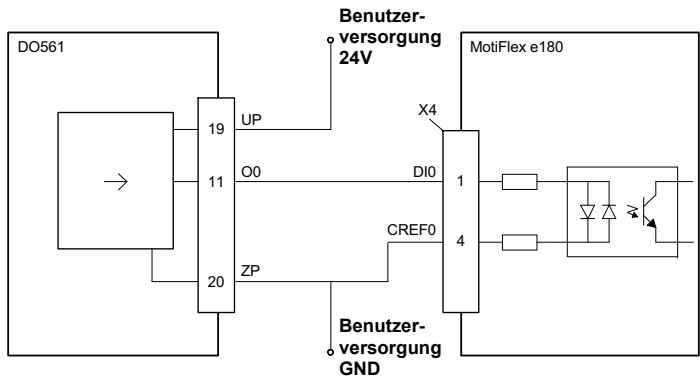 Benutzer-
versorgung
24V
DO561
MotiFlex e180
X4
19 UP
11 O0
DI0 1
CREF0 4
20 ZP
Benutzer-
versorgung
GND